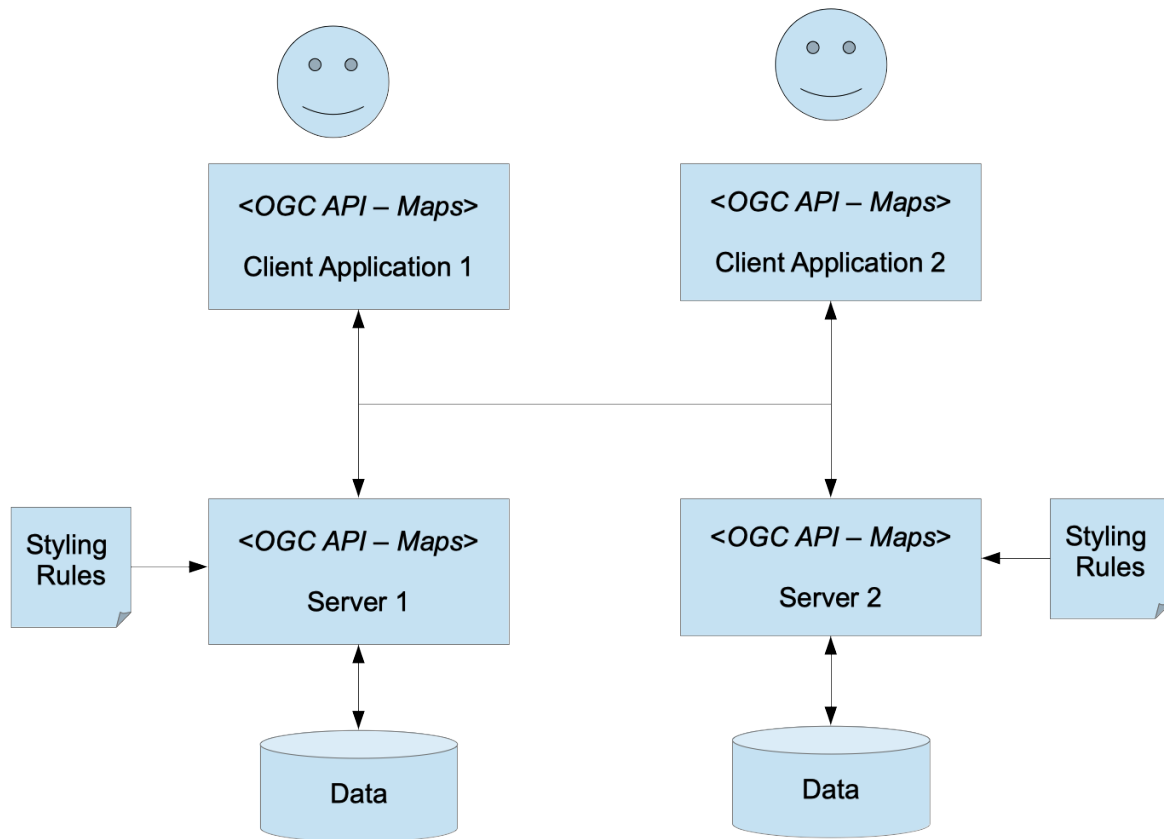 <OGC API – Maps>
Client Application 1
<OGC API – Maps>
Client Application 2
Styling
Rules
<OGC API – Maps>
Server 1
<OGC API – Maps>
Server 2
Styling
Rules
Data
Data